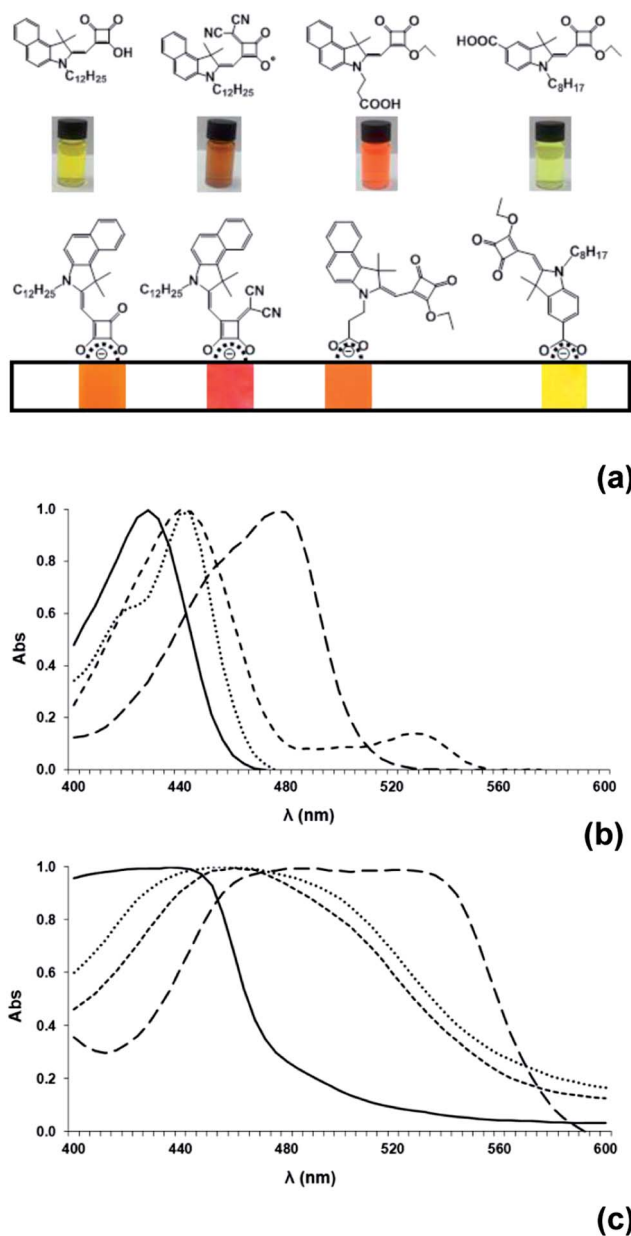 CN
O O O O O O O
NC
HOOC
OH O* O O
N N N N
C12H25 C12H25 C8H17
COOH
O
C8H17
O N
C12H25 N C12H25 N CN N O
CN O
O O
O O O O O O O O
(a)
1.0
0.8
0.6
Abs
0.4
0.2
0.0
400 440 480 520 560 600
λ (nm)
(b)
1.0
0.8
0.6
Abs
0.4
0.2
0.0
400 440 480 520 560 600
λ (nm)
(c)